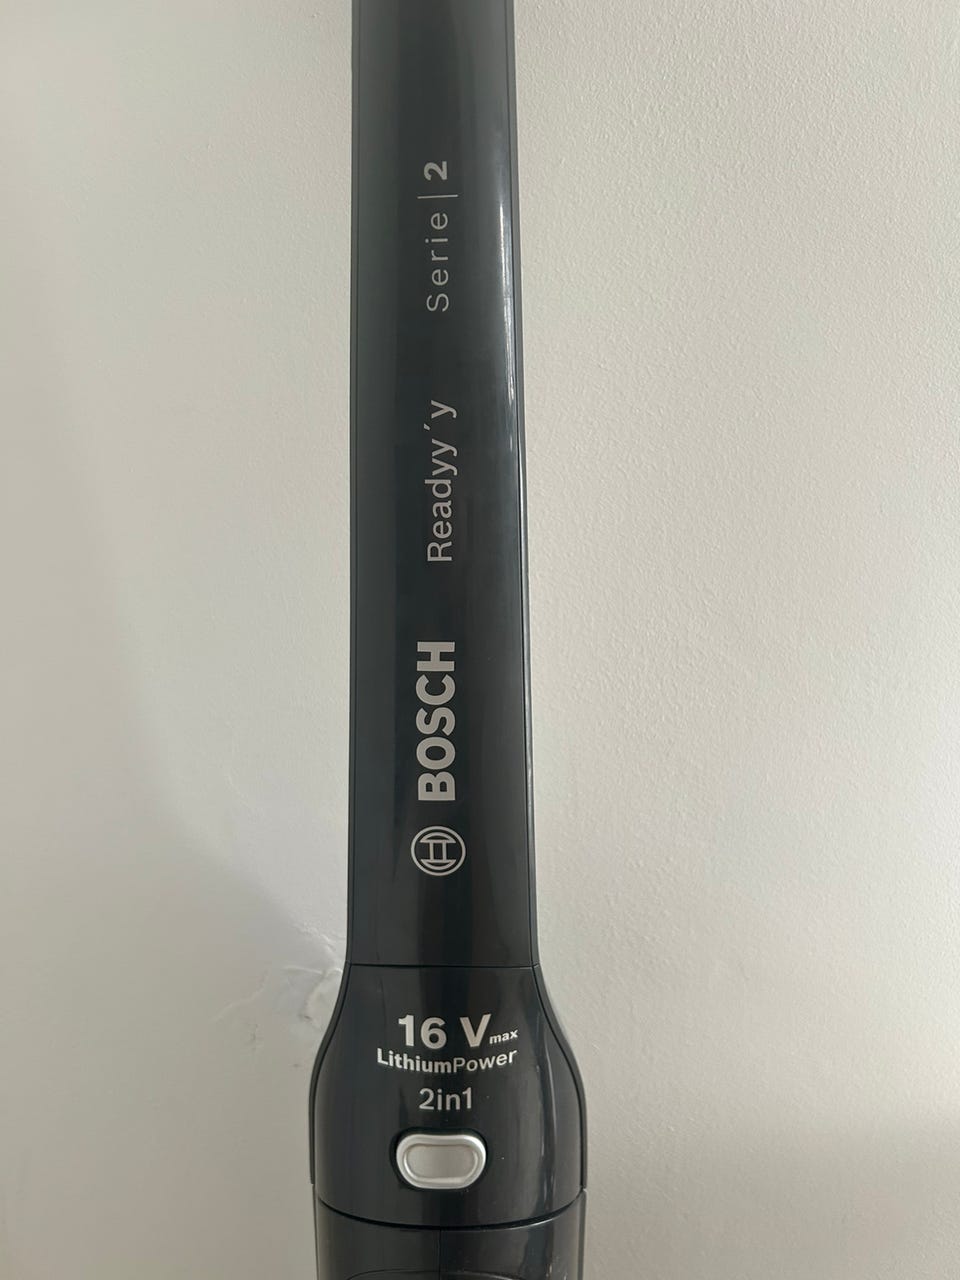 BOSCH Readyy´y Serie | 2
16 Vmax
LithiumPower
2in1